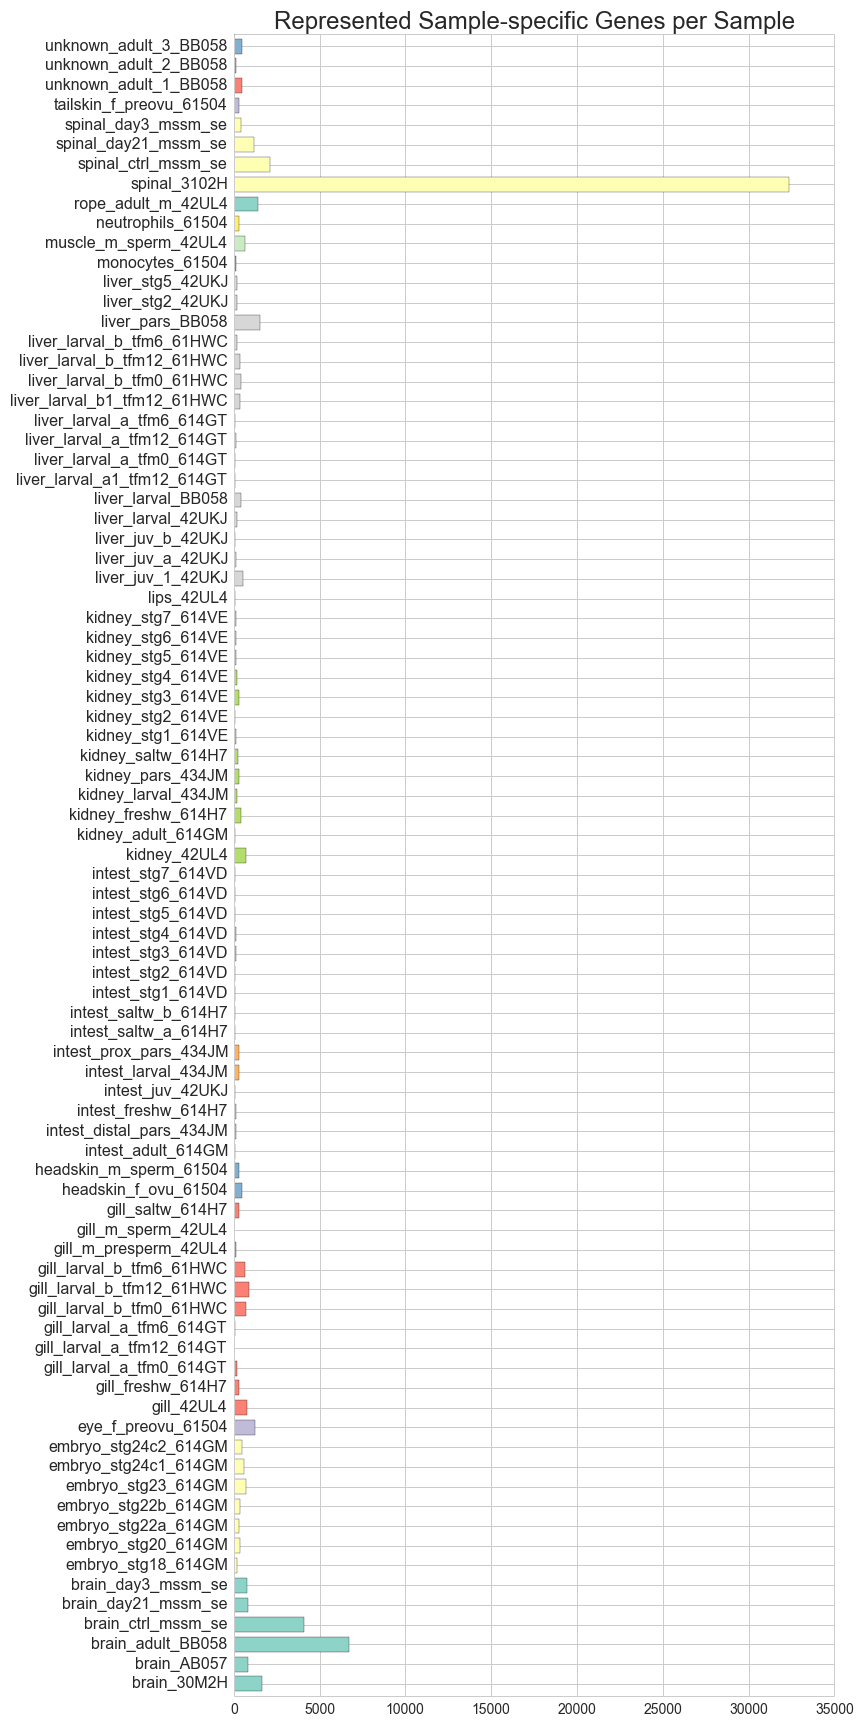 Represented Sample-specific Genes per Sample
unknown_adult_3_BB058
unknown_adult_2_BB058
unknown_adult_1_BB058
tailskin_f_preovu_61504
spinal_day3_mssm_se
spinal_day21_mssm_se
spinal_ctrl_mssm_se
spinal_3102H
rope_adult_m_42UL4
neutrophils_61504
muscle_m_sperm_42UL4
monocytes_61504
liver_stg5_42UKJ
liver_stg2_42UKJ
liver_pars_BB058
liver_larval_b_tfm6_61HWC
liver_larval_b_tfm12_61HWC
liver_larval_b_tfm0_61HWC
liver_larval_b1_tfm12_61HWC
liver_larval_a_tfm6_614GT
liver_larval_a_tfm12_614GT
liver_larval_a_tfm0_614GT
liver_larval_a1_tfm12_614GT
liver_larval_BB058
liver_larval_42UKJ
liver_juv_b_42UKJ
liver_juv_a_42UKJ
liver_juv_1_42UKJ
lips_42UL4
kidney_stg7_614VE
kidney_stg6_614VE
kidney_stg5_614VE
kidney_stg4_614VE
kidney_stg3_614VE
kidney_stg2_614VE
kidney_stg1_614VE
kidney_saltw_614H7
kidney_pars_434JM
kidney_larval_434JM
kidney_freshw_614H7
kidney_adult_614GM
kidney_42UL4
intest_stg7_614VD
intest_stg6_614VD
intest_stg5_614VD
intest_stg4_614VD
intest_stg3_614VD
intest_stg2_614VD
intest_stg1_614VD
intest_saltw_b_614H7
intest_saltw_a_614H7
intest_prox_pars_434JM
intest_larval_434JM
intest_juv_42UKJ
intest_freshw_614H7
intest_distal_pars_434JM
intest_adult_614GM
headskin_m_sperm_61504
headskin_f_ovu_61504
gill_saltw_614H7
gill_m_sperm_42UL4
gill_m_presperm_42UL4
gill_larval_b_tfm6_61HWC
gill_larval_b_tfm12_61HWC
gill_larval_b_tfm0_61HWC
gill_larval_a_tfm6_614GT
gill_larval_a_tfm12_614GT
gill_larval_a_tfm0_614GT
gill_freshw_614H7
gill_42UL4
eye_f_preovu_61504
embryo_stg24c2_614GM
embryo_stg24c1_614GM
embryo_stg23_614GM
embryo_stg22b_614GM
embryo_stg22a_614GM
embryo_stg20_614GM
embryo_stg18_614GM
brain_day3_mssm_se
brain_day21_mssm_se
brain_ctrl_mssm_se
brain_adult_BB058
brain_AB057
brain_30M2H
0 5000 10000 15000 20000 25000 30000 35000